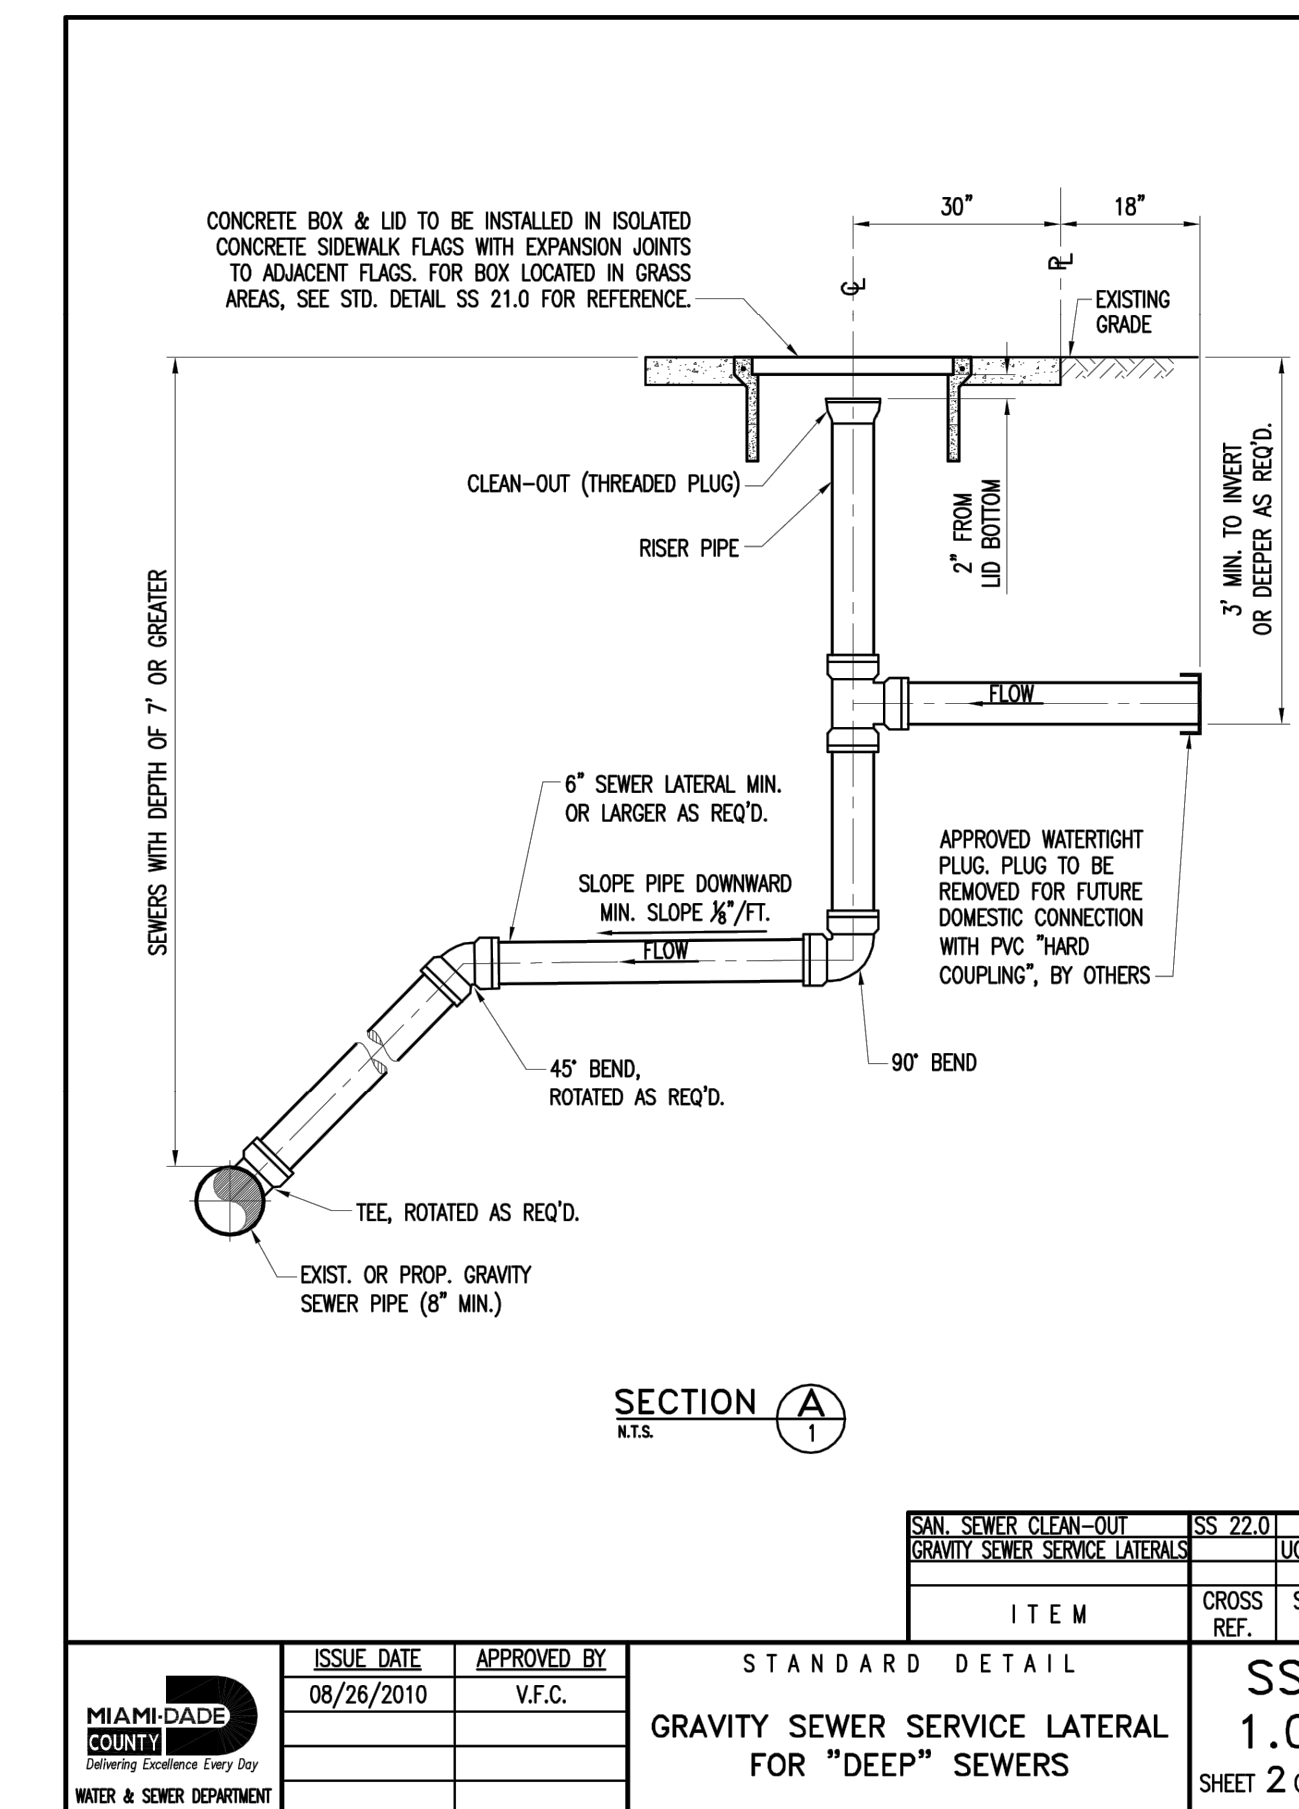 30" 18"
CONCRETE BOX & LID TO BE INSTALLED IN ISOLATED
CONCRETE SIDEWALK FLAGS WITH EXPANSION JOINTS
TO ADJACENT FLAGS. FOR BOX LOCATED IN GRASS
AREAS, SEE STD. DETAIL SS 21.0 FOR REFERENCE.
CL
PL
EXISTING
GRADE
CLEAN-OUT (THREADED PLUG)
RISER PIPE
2" FROM
LID BOTTOM
3' MIN. TO INVERT
OR DEEPER AS REQ'D.
SEWERS WITH DEPTH OF 7' OR GREATER
FLOW
6" SEWER LATERAL MIN.
OR LARGER AS REQ'D.
SLOPE PIPE DOWNWARD
MIN. SLOPE ⅛"/FT.
FLOW
APPROVED WATERTIGHT
PLUG. PLUG TO BE
REMOVED FOR FUTURE
DOMESTIC CONNECTION
WITH PVC "HARD
COUPLING", BY OTHERS
45° BEND,
ROTATED AS REQ'D.
90° BEND
TEE, ROTATED AS REQ'D.
EXIST. OR PROP. GRAVITY
SEWER PIPE (8" MIN.)
SECTION A
N.T.S. 1
SAN. SEWER CLEAN-OUT SS 22.0
GRAVITY SEWER SERVICE LATERALS
ITEM CROSS
REF.
MIAMI-DADE
COUNTY
Delivering Excellence Every Day
WATER & SEWER DEPARTMENT
ISSUE DATE APPROVED BY
08/26/2010 V.F.C.
STANDARD DETAIL
GRAVITY SEWER SERVICE LATERAL
FOR "DEEP" SEWERS
SS
1.0
SHEET 2